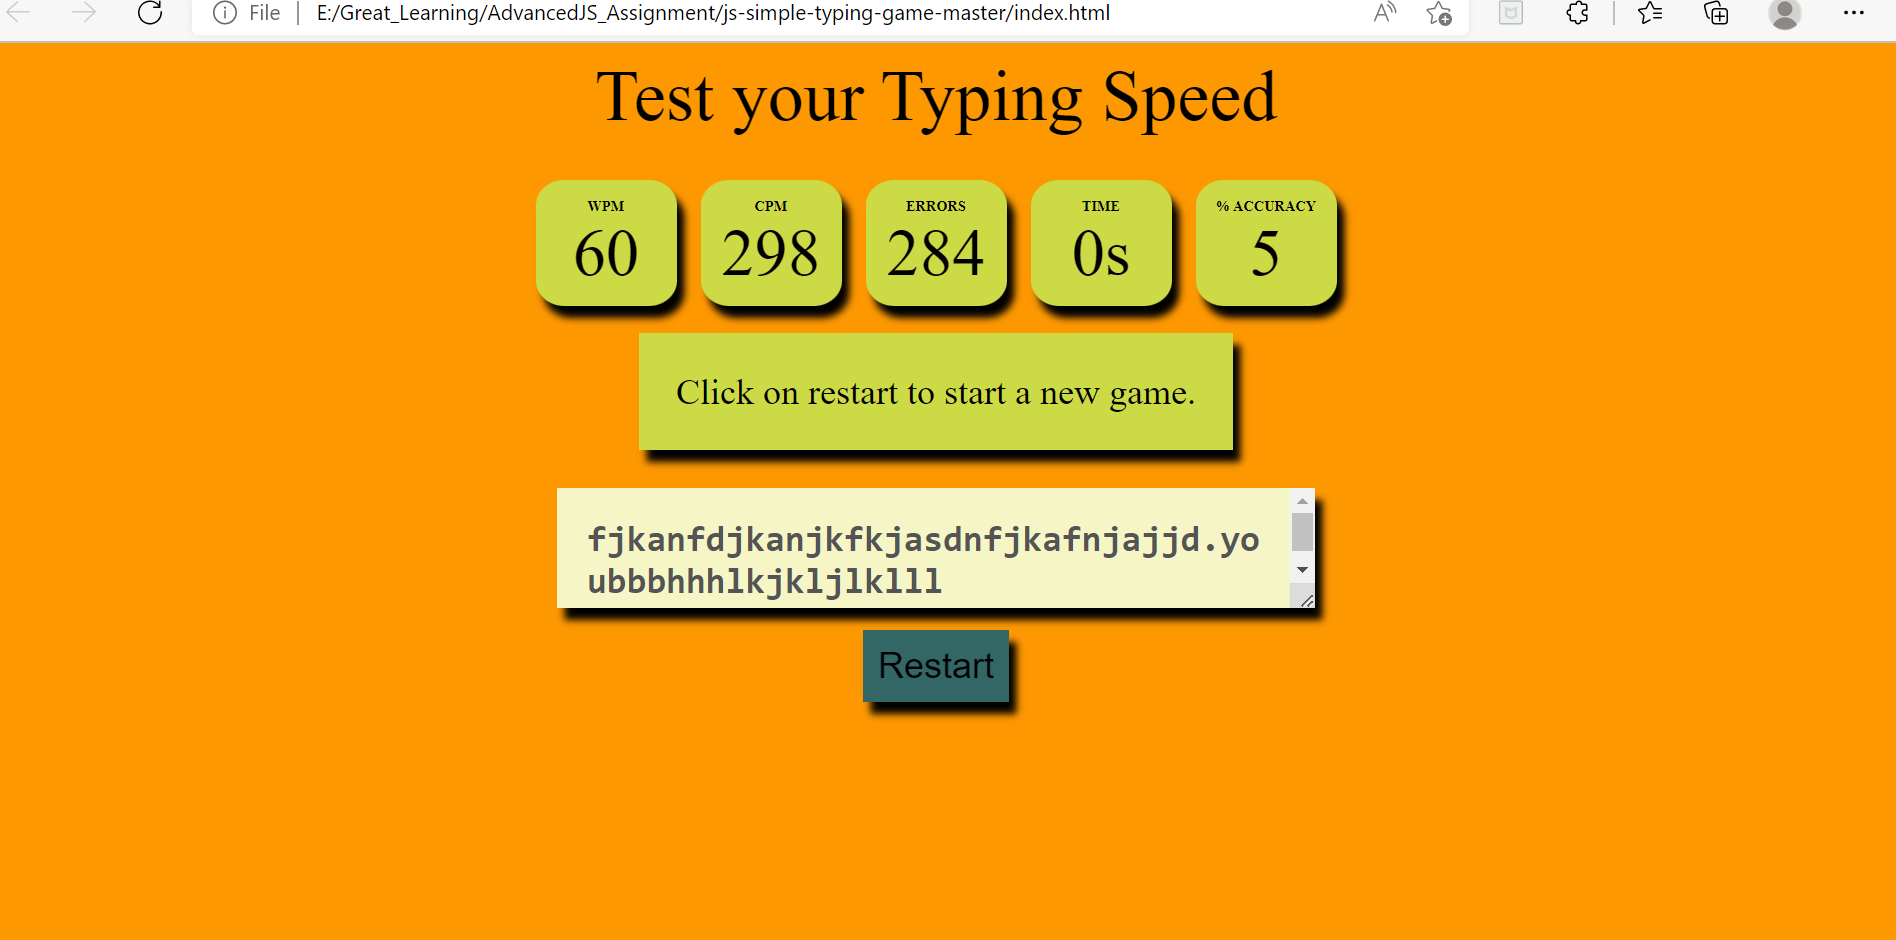 File E:/Great_Learning/AdvancedJS_Assignment/js-simple-typing-game-master/index.html A
Test your Typing Speed
WPM CPM ERRORS TIME % ACCURACY
60 298 284 0s 5
Click on restart to start a new game.
fjkanfdjkanjkfkjasdnfjkafnjajjd.yo
ubbbhhhlkjkljlklll
Restart